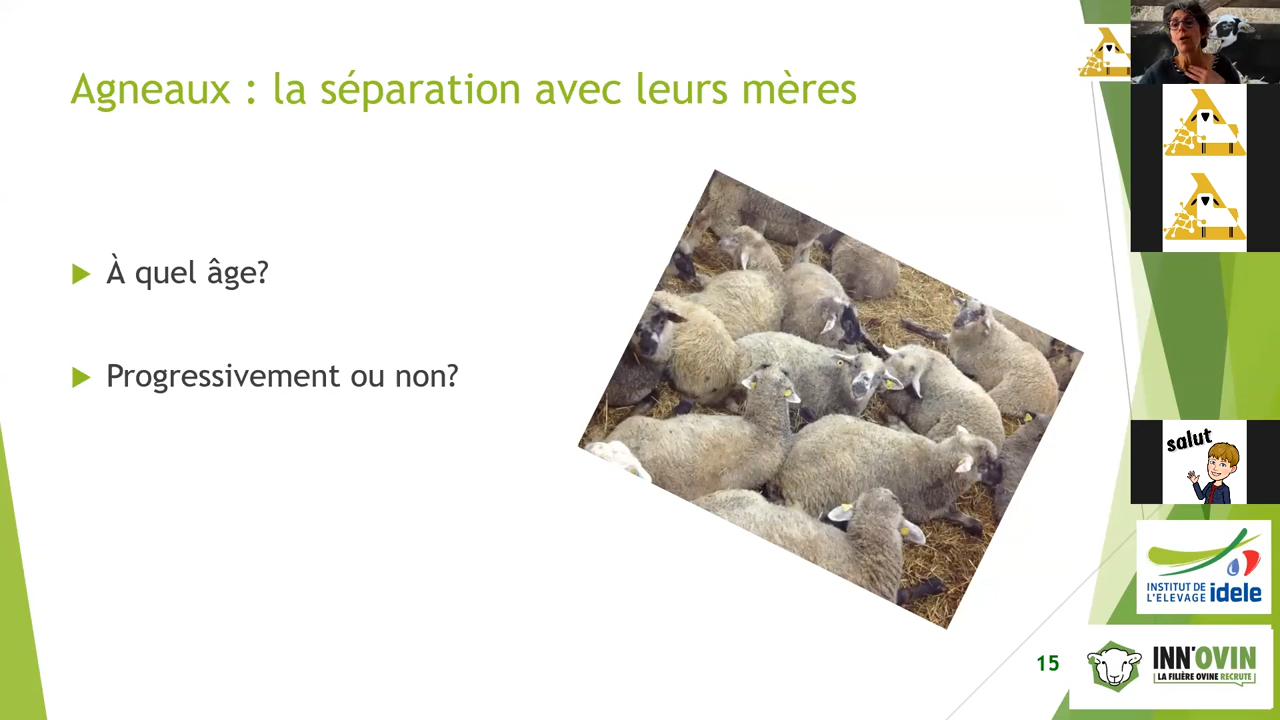 Agneaux : la séparation avec leurs mères
À quel âge?
Progressivement ou non?
salut
INSTITUT DE
L'ELEVAGE idele
15
INN'OVIN
LA FILIÈRE OVINE RECRUTE